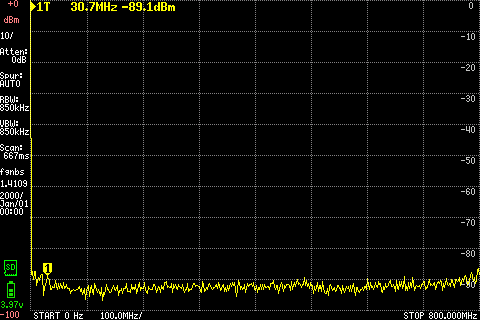 +0
dBm
10/
Atten:
0dB
Spur:
AUTO
RBW:
850kHz
VBW:
850kHz
Scan:
667ms
fgnbs
1.4109
2000/
Jan/01
00:00
SD
3.97v
-100
1T 30.7MHz -89.1dBm
0
-10
-20
-30
-40
-50
-60
-70
-80
-90
1
START 0 Hz 100.0MHz/ STOP 800.000MHz